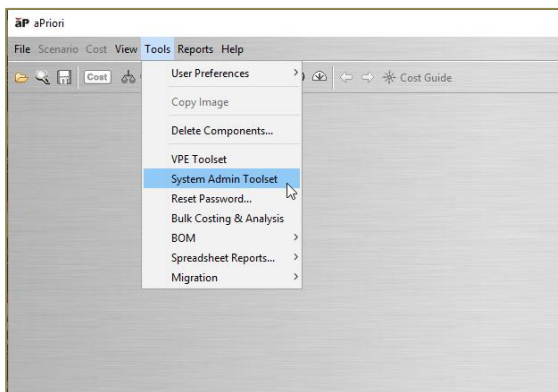 aP aPriori
File Scenario Cost View Tools Reports Help
Cost Cost Guide
User Preferences
Copy Image
Delete Components...
VPE Toolset
System Admin Toolset
Reset Password...
Bulk Costing & Analysis
BOM
Spreadsheet Reports...
Migration